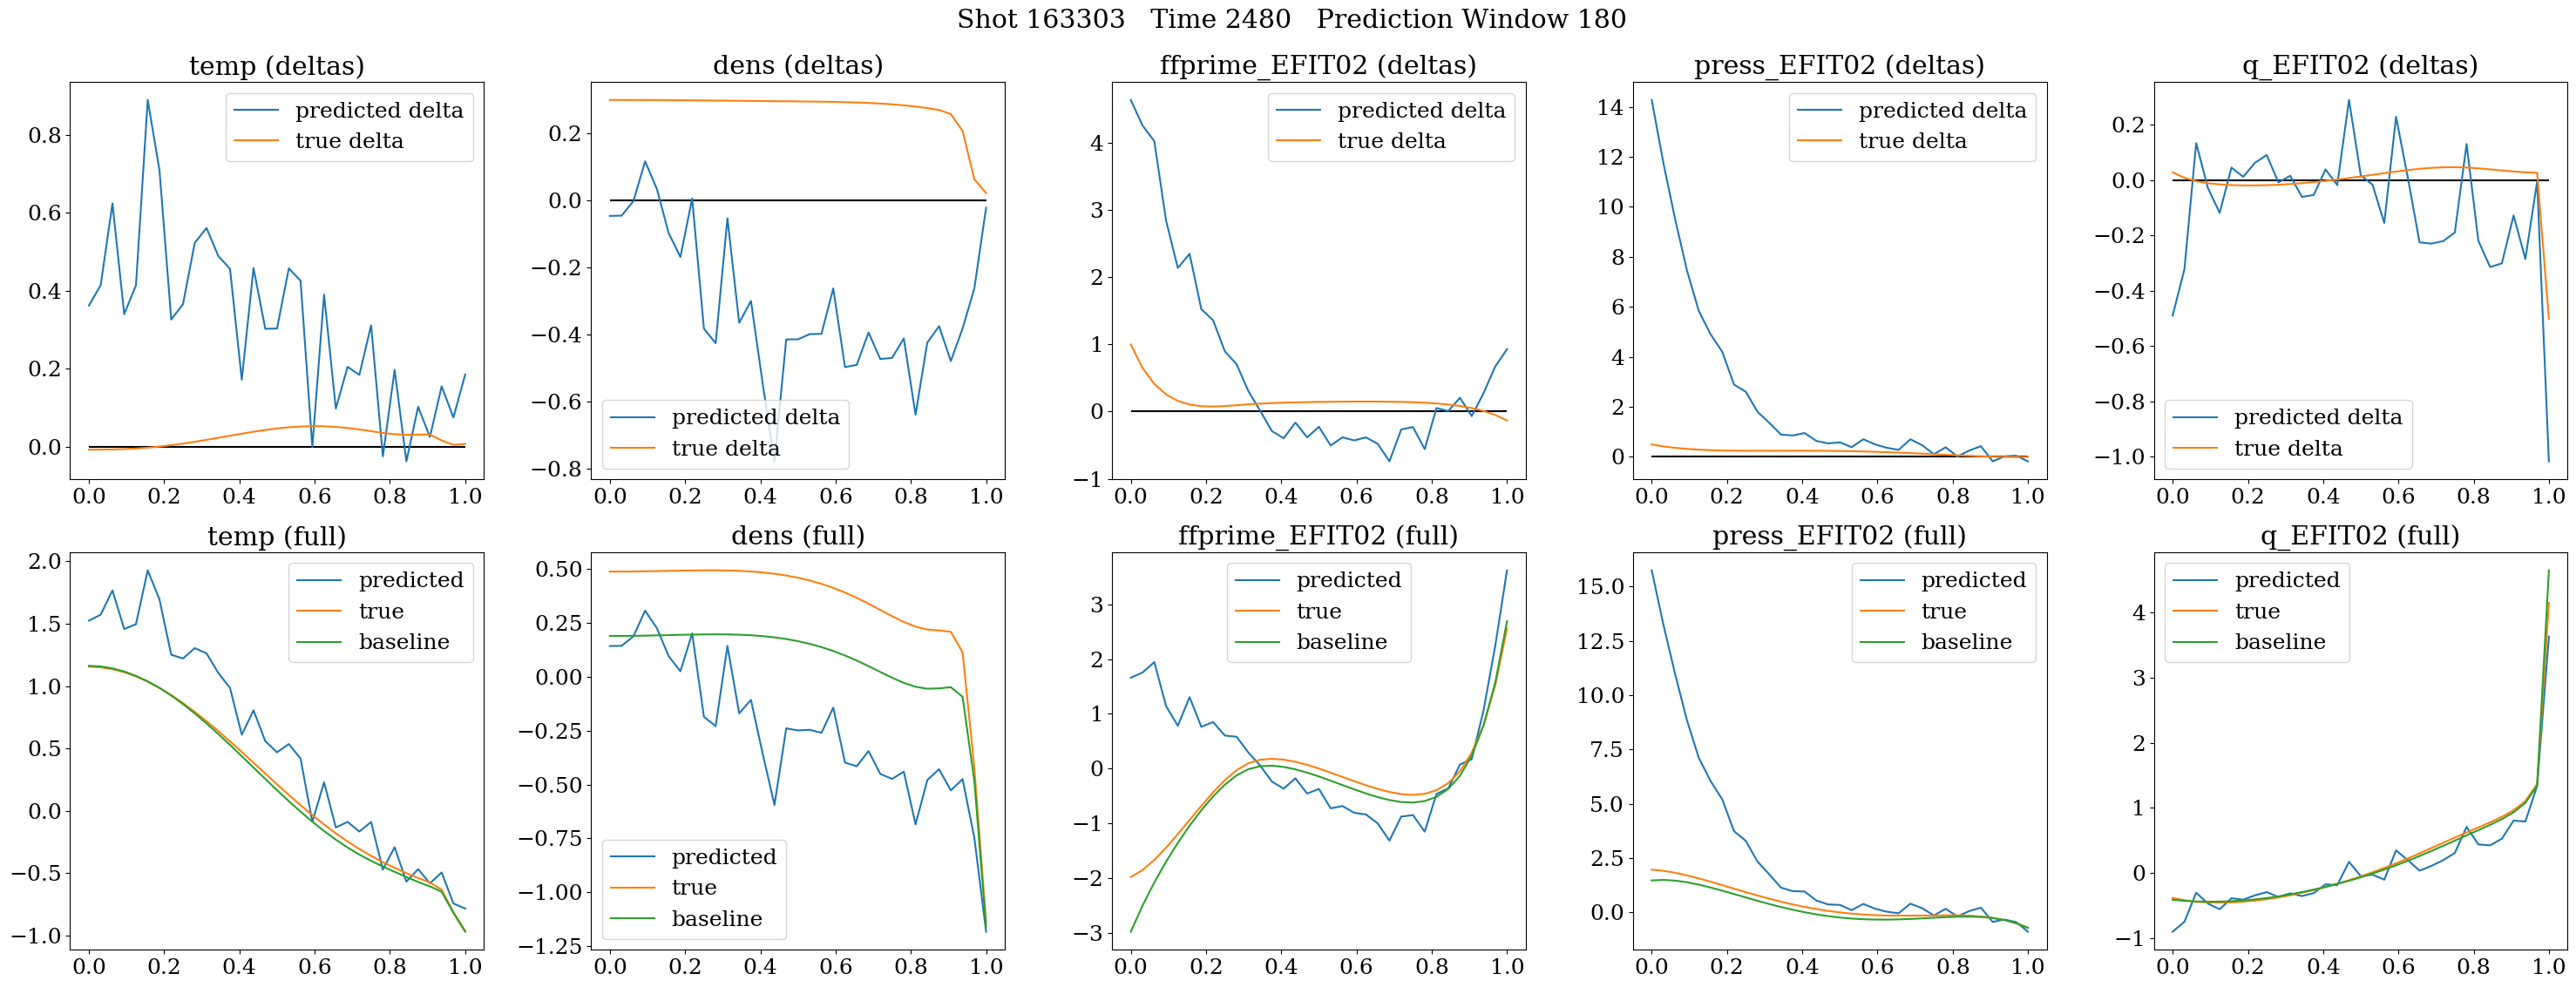 Shot 163303   Time 2480   Prediction Window 180
temp (deltas)
predicted delta
true delta
0.8
0.6
0.4
0.2
0.0
0.0 0.2 0.4 0.6 0.8 1.0
dens (deltas)
0.2
0.0
−0.2
−0.4
−0.6
−0.8
predicted delta
true delta
0.0 0.2 0.4 0.6 0.8 1.0
ffprime_EFIT02 (deltas)
predicted delta
true delta
4
3
2
1
0
−1
0.0 0.2 0.4 0.6 0.8 1.0
press_EFIT02 (deltas)
predicted delta
true delta
14
12
10
8
6
4
2
0
0.0 0.2 0.4 0.6 0.8 1.0
q_EFIT02 (deltas)
0.2
0.0
−0.2
−0.4
−0.6
−0.8
−1.0
predicted delta
true delta
0.0 0.2 0.4 0.6 0.8 1.0
temp (full)
predicted
true
baseline
2.0
1.5
1.0
0.5
0.0
−0.5
−1.0
0.0 0.2 0.4 0.6 0.8 1.0
dens (full)
0.50
0.25
0.00
−0.25
−0.50
−0.75
−1.00
−1.25
predicted
true
baseline
0.0 0.2 0.4 0.6 0.8 1.0
ffprime_EFIT02 (full)
predicted
true
baseline
3
2
1
0
−1
−2
−3
0.0 0.2 0.4 0.6 0.8 1.0
press_EFIT02 (full)
predicted
true
baseline
15.0
12.5
10.0
7.5
5.0
2.5
0.0
0.0 0.2 0.4 0.6 0.8 1.0
q_EFIT02 (full)
predicted
true
baseline
4
3
2
1
0
−1
0.0 0.2 0.4 0.6 0.8 1.0